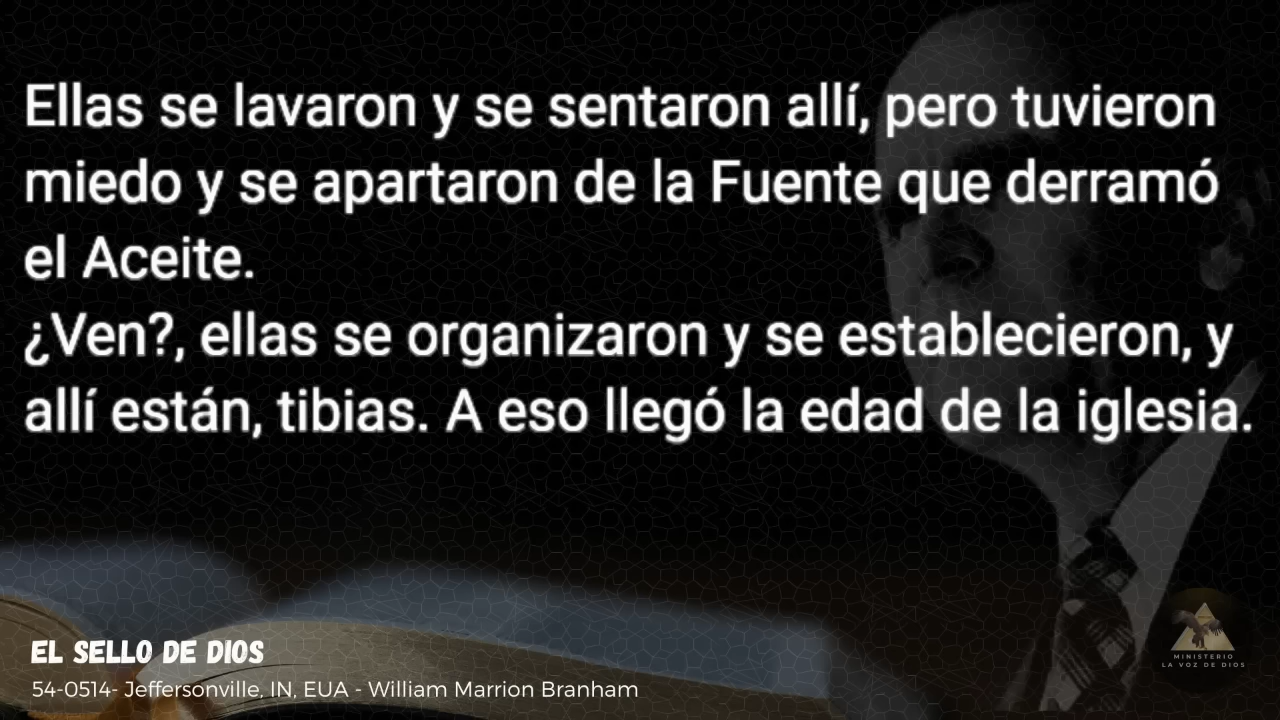 Ellas se lavaron y se sentaron allí, pero tuvieron
miedo y se apartaron de la Fuente que derramó
el Aceite.
¿Ven?, ellas se organizaron y se establecieron, y
allí están, tibias. A eso llegó la edad de la iglesia.
EL SELLO DE DIOS
54-0514- Jeffersonville, IN, EUA - William Marrion Branham
MINISTERIO
LA VOZ DE DIOS